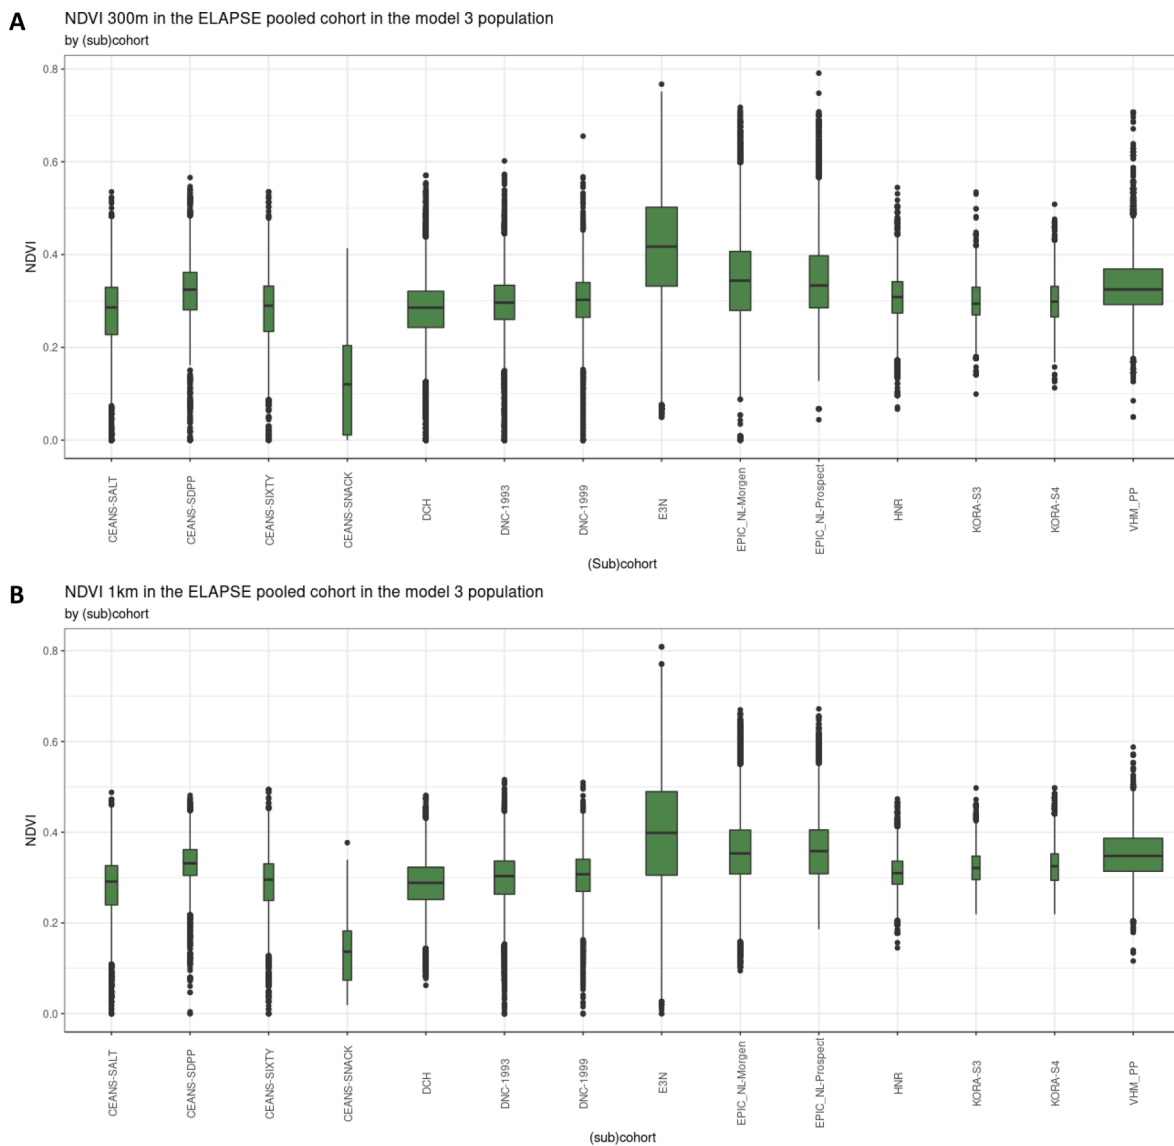 A
NDVI 300m in the ELAPSE pooled cohort in the model 3 population
by (sub)cohort
0.8
0.6
0.4
0.2
0.0
NDVI
CEANS-SALT
CEANS-SDPP
CEANS-SIXTY
CEANS-SNACK
DCH
DNC-1993
DNC-1999
E3N
EPIC_NL-Morgen
EPIC_NL-Prospect
HNR
KORA-S3
KORA-S4
VHM_PP
(Sub)cohort
B
NDVI 1km in the ELAPSE pooled cohort in the model 3 population
by (sub)cohort
0.8
0.6
0.4
0.2
0.0
NDVI
CEANS-SALT
CEANS-SDPP
CEANS-SIXTY
CEANS-SNACK
DCH
DNC-1993
DNC-1999
E3N
EPIC_NL-Morgen
EPIC_NL-Prospect
HNR
KORA-S3
KORA-S4
VHM_PP
(sub)cohort